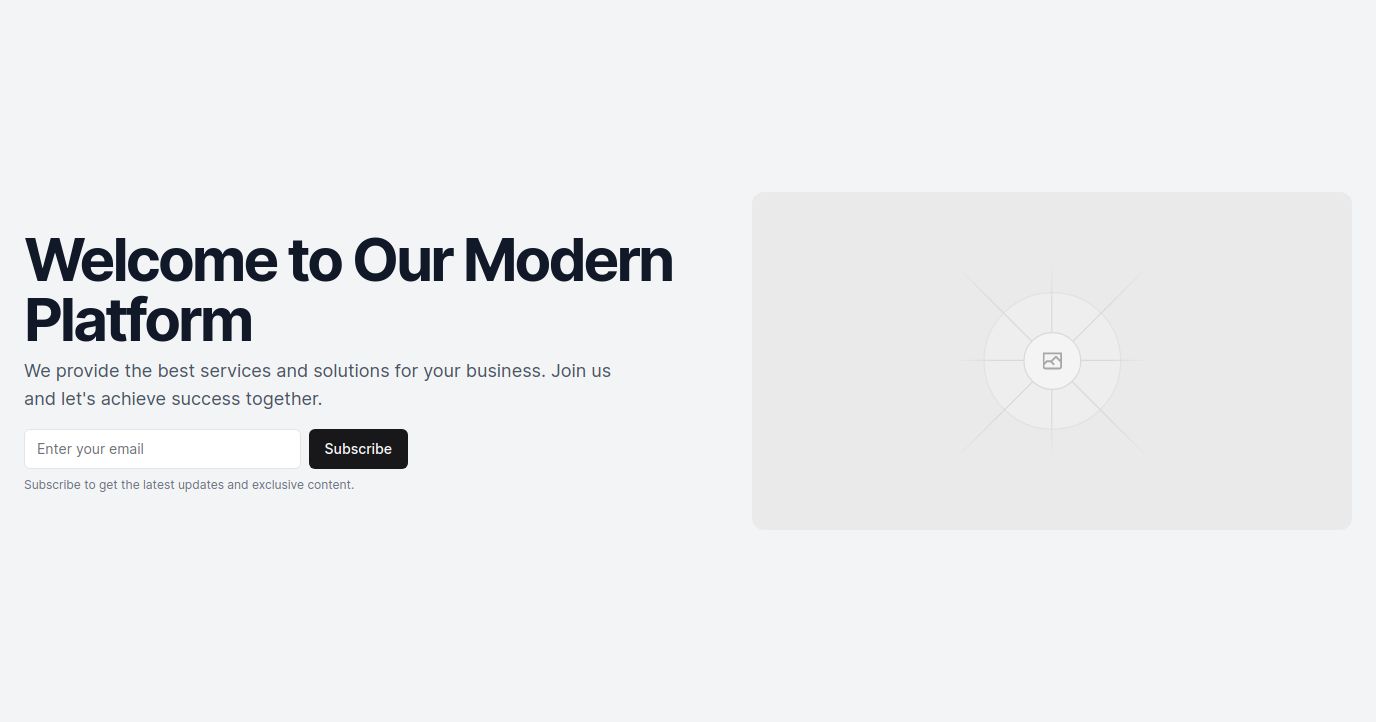 Welcome to Our Modern
Platform
We provide the best services and solutions for your business. Join us
and let's achieve success together.
Enter your email
Subscribe
Subscribe to get the latest updates and exclusive content.